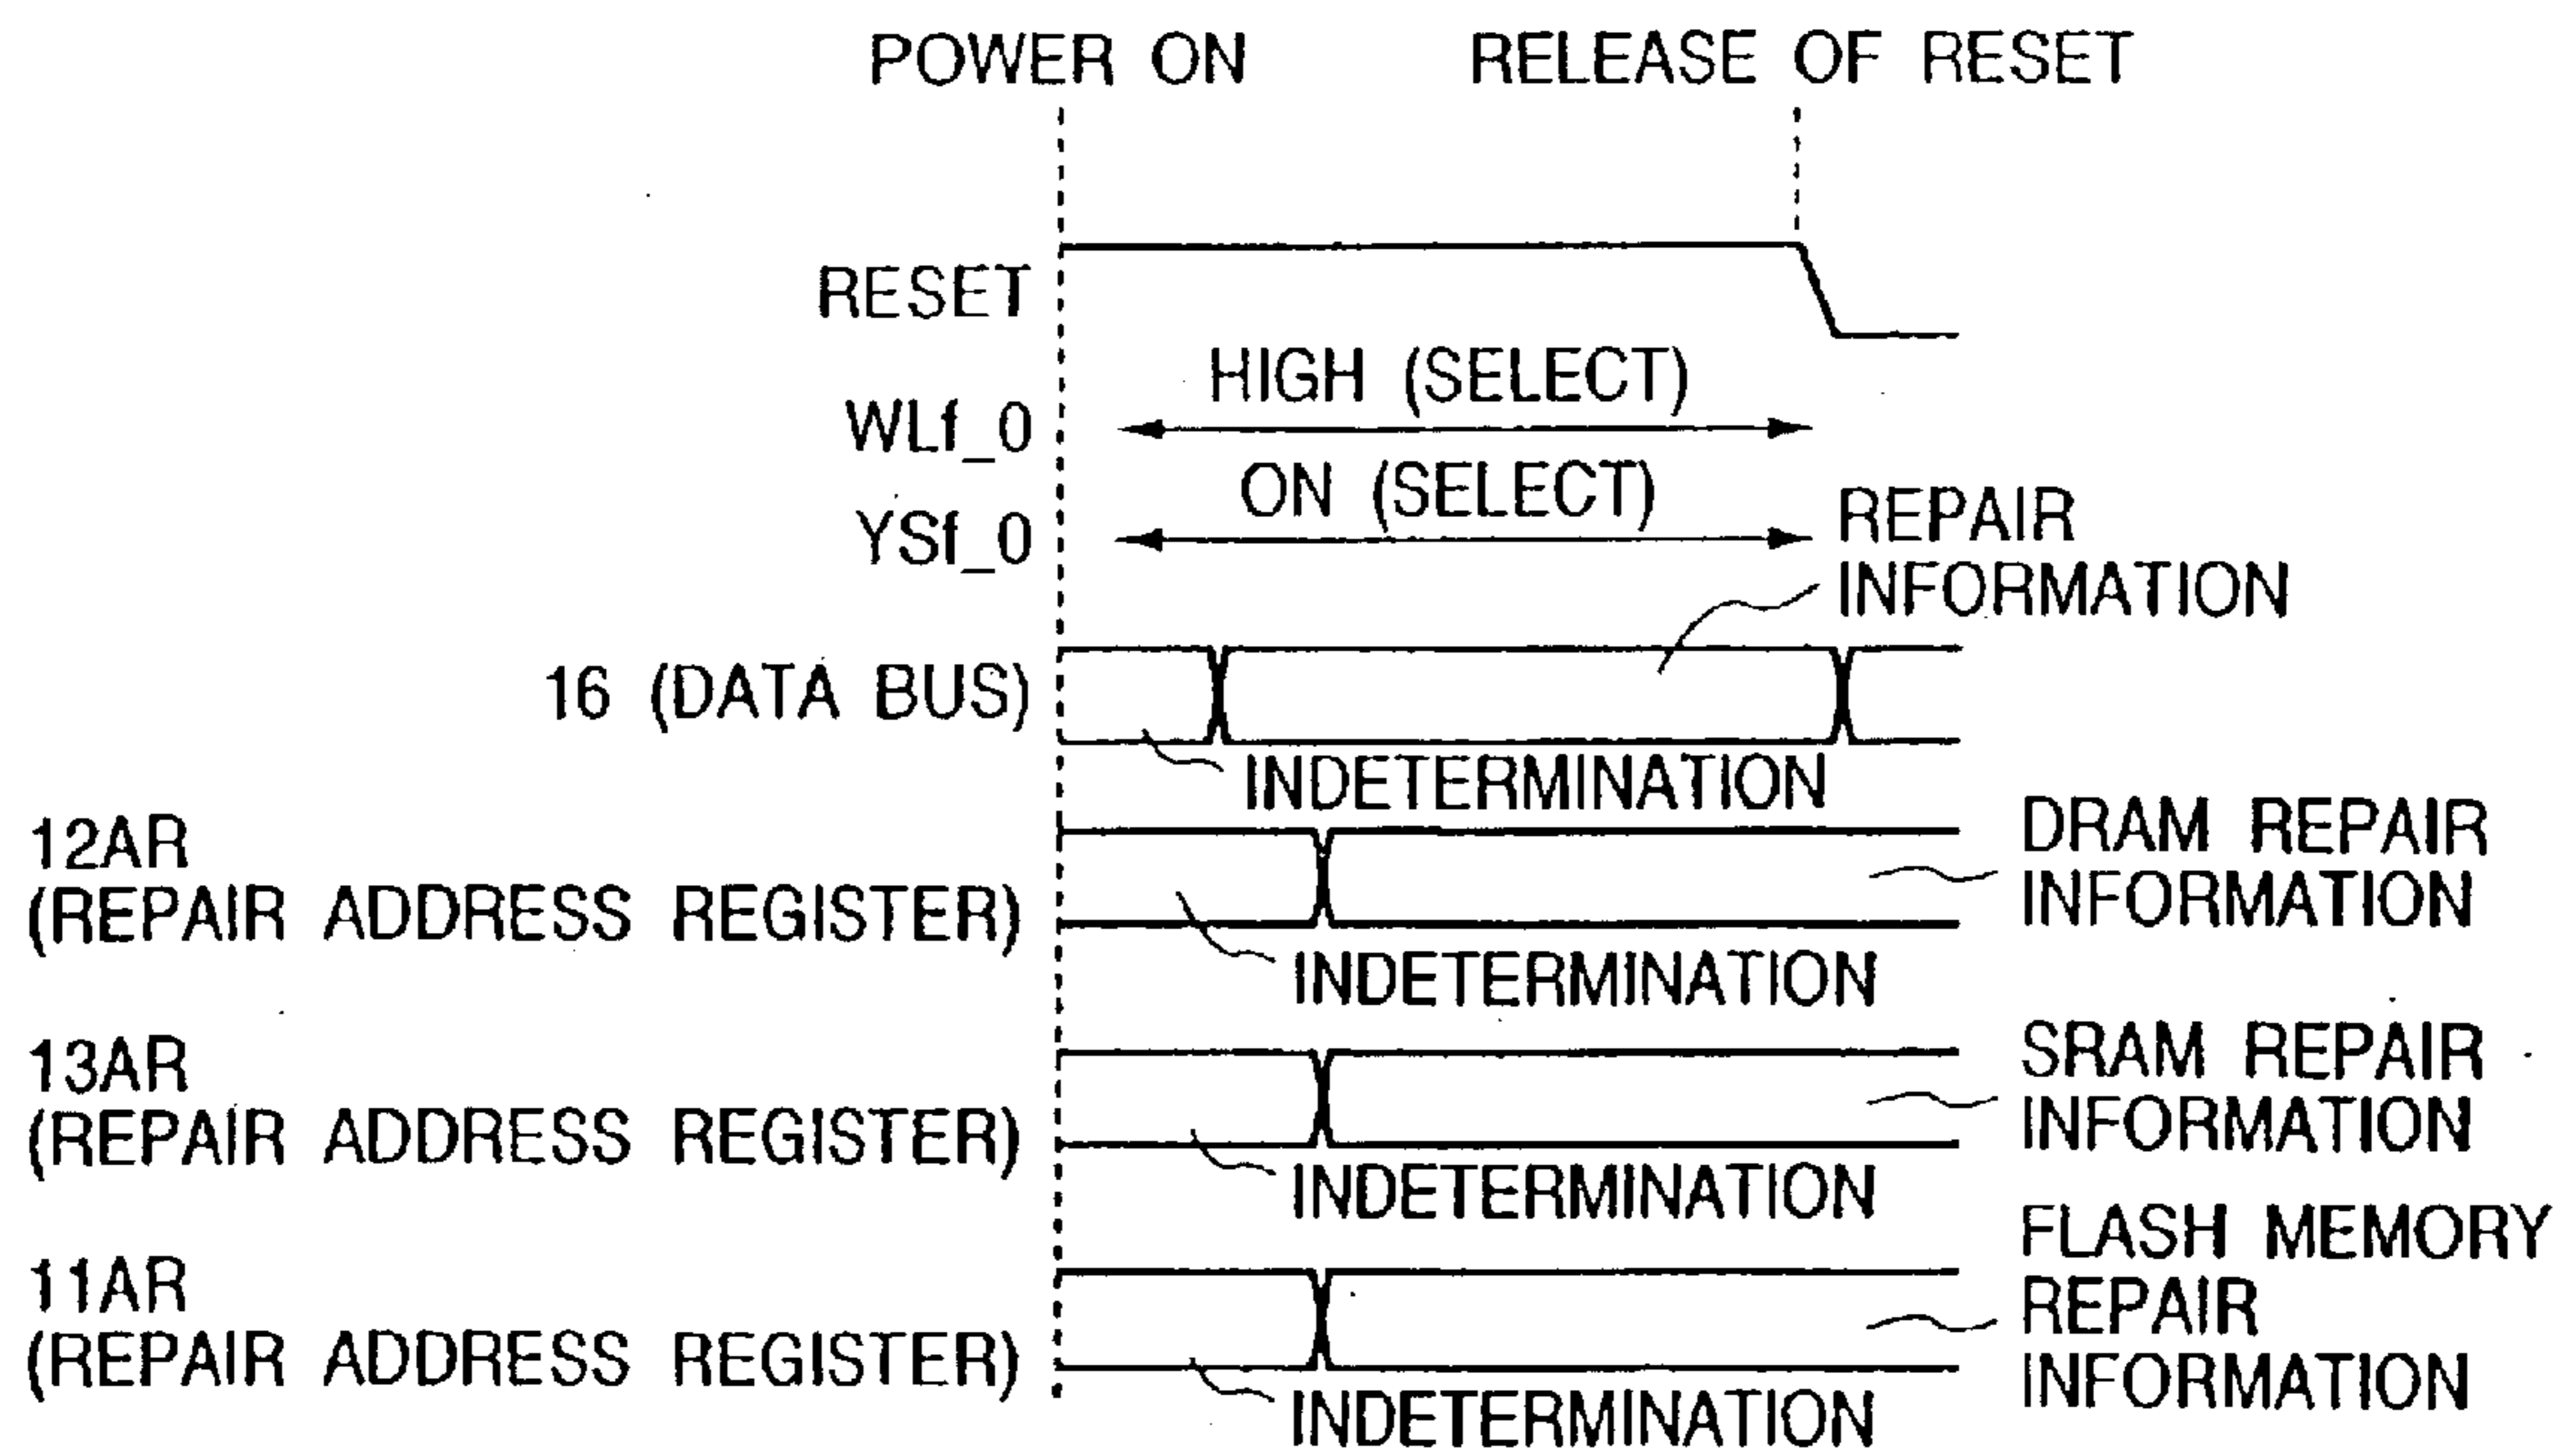 POWER ON
RELEASE OF RESET
RESET
HIGH (SELECT)
WLf_0
ON (SELECT)
YSf_0
REPAIR
INFORMATION
16 (DATA BUS)
INDETERMINATION
12AR
(REPAIR ADDRESS REGISTER)
DRAM REPAIR
INFORMATION
INDETERMINATION
13AR
(REPAIR ADDRESS REGISTER)
SRAM REPAIR
INFORMATION
INDETERMINATION
11AR
(REPAIR ADDRESS REGISTER)
FLASH MEMORY
REPAIR
INFORMATION
INDETERMINATION